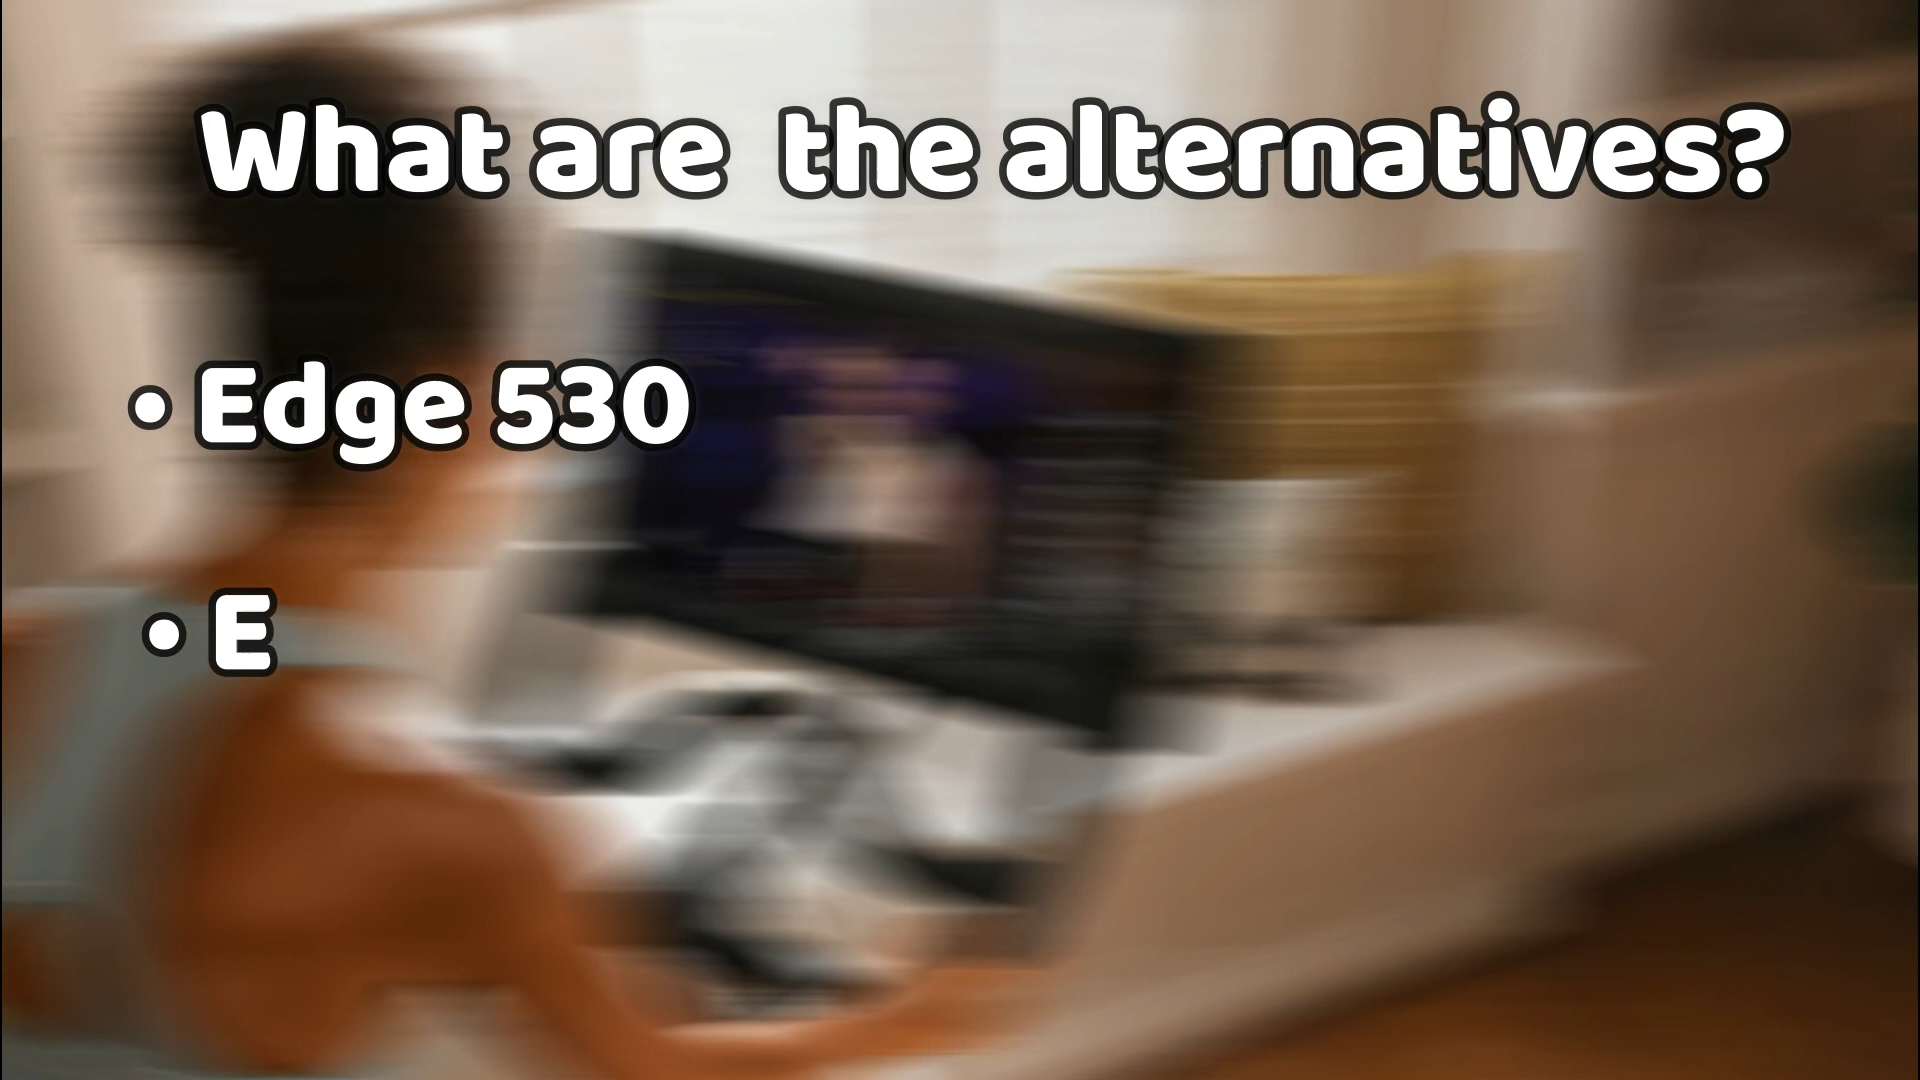 What are  the alternatives?
• Edge 530
• E